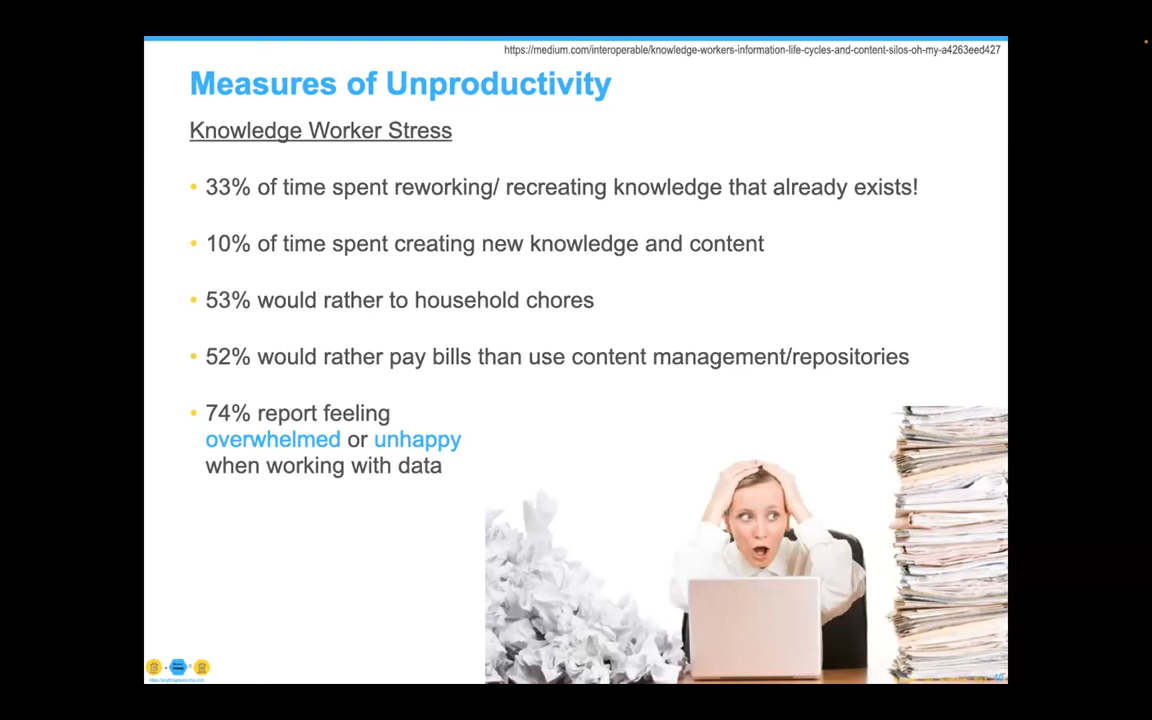 https://medium.com/interoperable/knowledge-workers-information-life-cycles-and-content-silos-oh-my-a4263eed427
Measures of Unproductivity
Knowledge Worker Stress
• 33% of time spent reworking/ recreating knowledge that already exists!
• 10% of time spent creating new knowledge and content
• 53% would rather to household chores
• 52% would rather pay bills than use content management/repositories
• 74% report feeling
overwhelmed or unhappy
when working with data